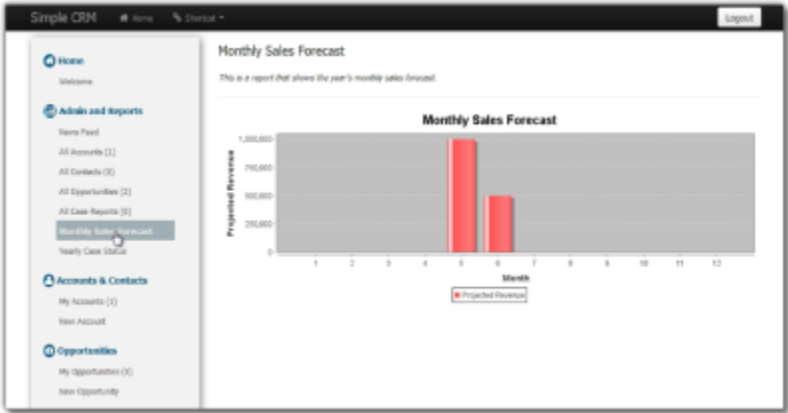 Simple CRM Home Shortcut Logout
Home
Welcome
Admin and Reports
News Feed
All Accounts (1)
All Contacts (0)
All Opportunities (2)
All Case Reports (0)
Monthly Sales Forecast
Yearly Case Status
Accounts & Contacts
My Accounts (1)
New Account
Opportunities
My Opportunities (0)
New Opportunity
Monthly Sales Forecast
This is a report that shows the year's monthly sales forecast.
Monthly Sales Forecast
Projected Revenue
1,000,000
750,000
500,000
250,000
0
1 2 3 4 5 6 7 8 9 10 11 12
Month
Projected Revenue